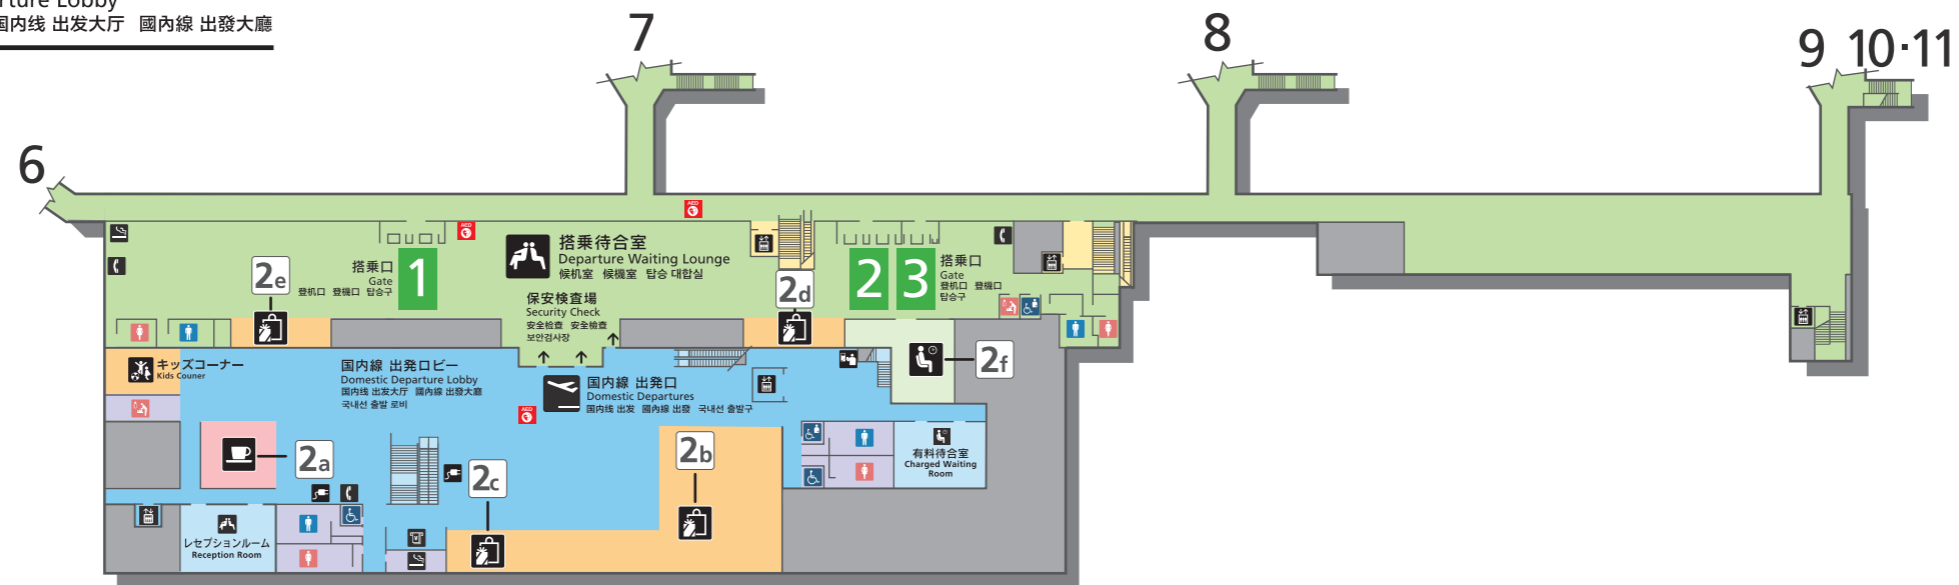 rture Lobby
国内线 出发大厅 國內線 出發大廳
6
7
8
9 10·11
AED
AED
搭乗待合室
Departure Waiting Lounge
候机室 候機室 탑승 대합실
搭乗口
Gate
登机口 登機口 탑승구
1
2
3
搭乗口
Gate
登机口 登機口
탑승구
2e
2d
保安検査場
Security Check
安全检查 安全檢查
보안검사장
キッズコーナー
Kids Couner
国内線 出発ロビー
Domestic Departure Lobby
国内线 出发大厅 國內線 出發大廳
국내선 출발 로비
国内線 出発口
Domestic Departures
国内线 出发 國內線 出發 국내선 출발구
AED
2f
2a
2c
2b
有料待合室
Charged Waiting
Room
レセプションルーム
Reception Room